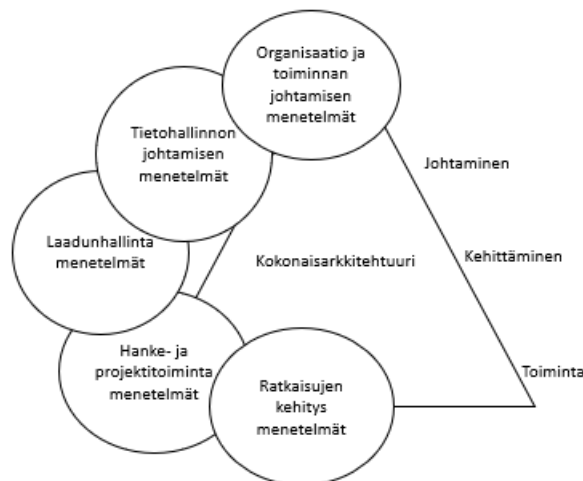 Organisaatio ja
toiminnan
johtamisen
menetelmät
Tietohallinnon
johtamisen
menetelmät
Johtaminen
Laadunhallinta
menetelmät
Kokonaisarkkitehtuuri
Kehittäminen
Hanke- ja
projektitoiminta
menetelmät
Toiminta
Ratkaisujen
kehitys
menetelmät